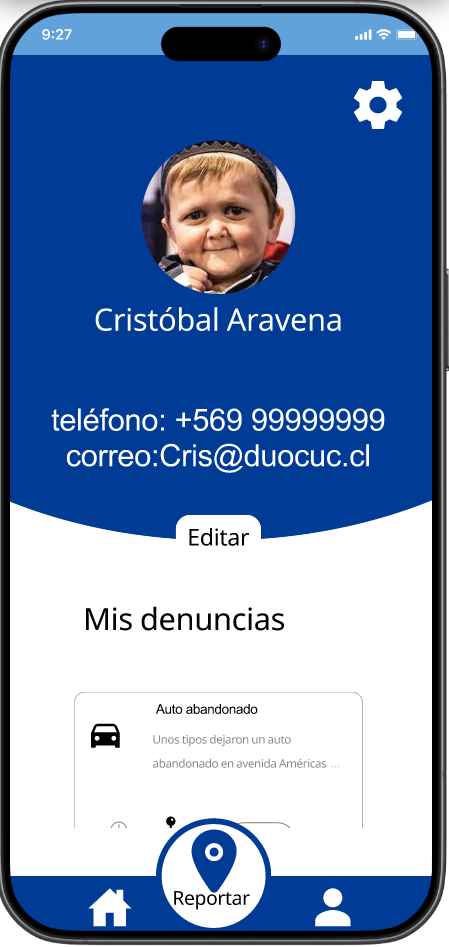 9:27
Cristóbal Aravena
teléfono: +569 99999999
correo:Cris@duocuc.cl
Editar
Mis denuncias
Auto abandonado
Unos tipos dejaron un auto
abandonado en avenida Américas ...
Reportar